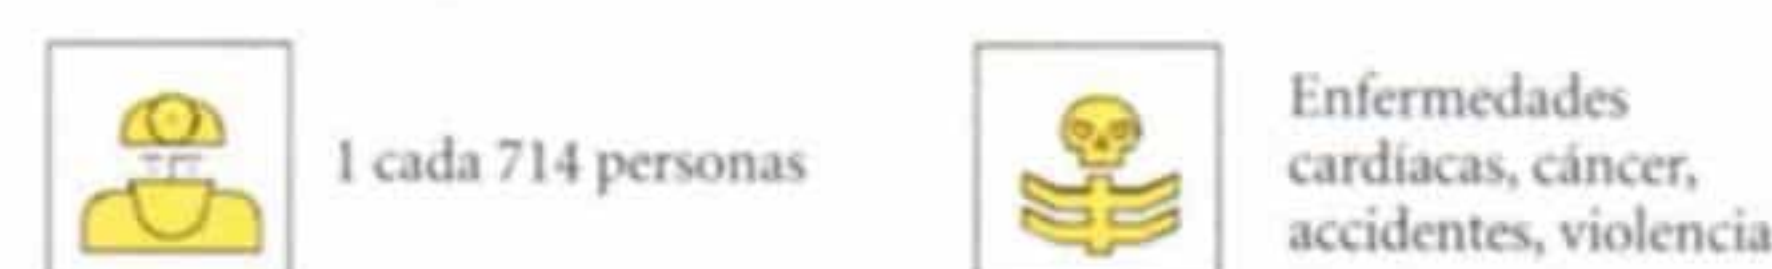 1 cada 714 personas
Enfermedades
cardíacas, cáncer,
accidentes, violencia